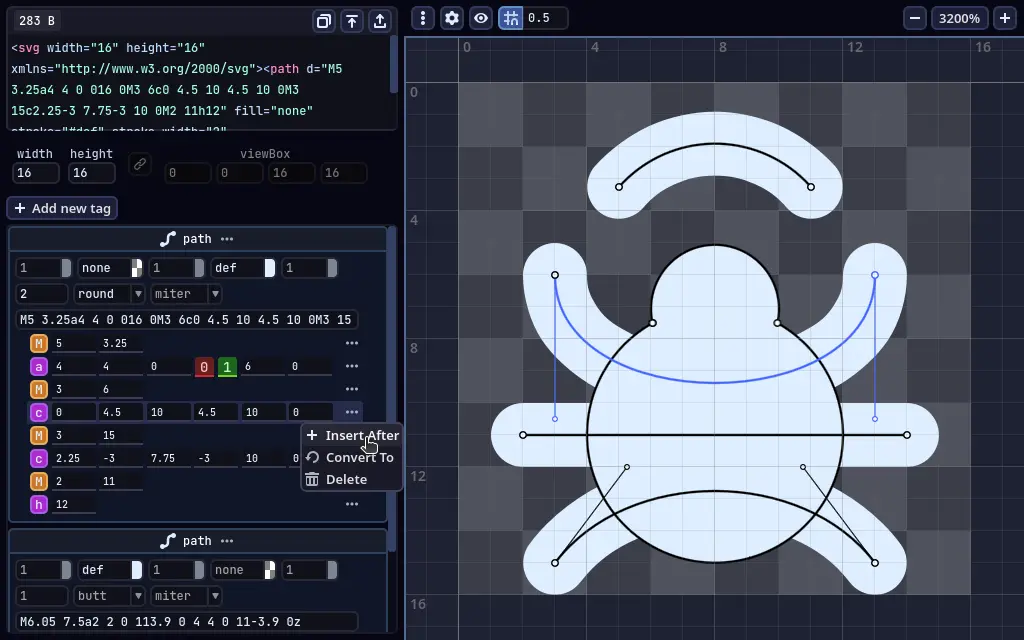 283 B
0.5
3200%
<svg width="16" height="16"
xmlns="http://www.w3.org/2000/svg"><path d="M5
3.25a4 4 0 016 0M3 6c0 4.5 10 4.5 10 0M3
15c2.25-3 7.75-3 10 0M2 11h12" fill="none"
stroke="#def" stroke-width="2"
width height viewBox
16 16 0 0 16 16
Add new tag
path
1 none 1 def 1
2 round miter
M5 3.25a4 4 0 016 0M3 6c0 4.5 10 4.5 10 0M3 15
M 5 3.25
a 4 4 0 0 1 6 0
M 3 6
c 0 4.5 10 4.5 10 0
M 3 15
c 2.25 -3 7.75 -3 10 0
M 2 11
h 12
Insert After
Convert To
Delete
path
1 def 1 none 1
1 butt miter
M6.05 7.5a2 2 0 113.9 0 4 4 0 11-3.9 0z
0 4 8 12 16
0
4
8
12
16